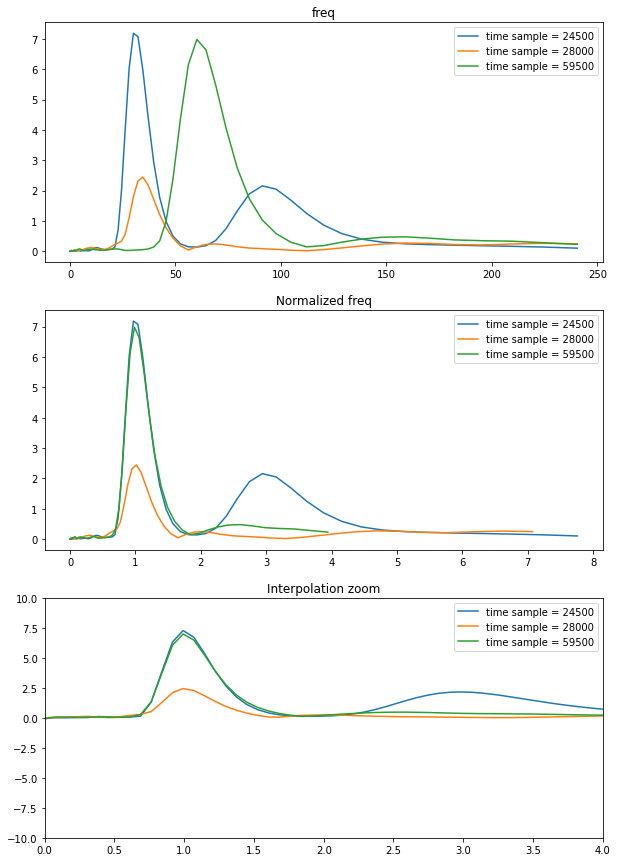 freq
time sample = 24500
time sample = 28000
time sample = 59500
7
6
5
4
3
2
1
0
0 50 100 150 200 250
Normalized freq
time sample = 24500
time sample = 28000
time sample = 59500
7
6
5
4
3
2
1
0
0 1 2 3 4 5 6 7 8
Interpolation zoom
time sample = 24500
time sample = 28000
time sample = 59500
10.0
7.5
5.0
2.5
0.0
−2.5
−5.0
−7.5
−10.0
0.0 0.5 1.0 1.5 2.0 2.5 3.0 3.5 4.0